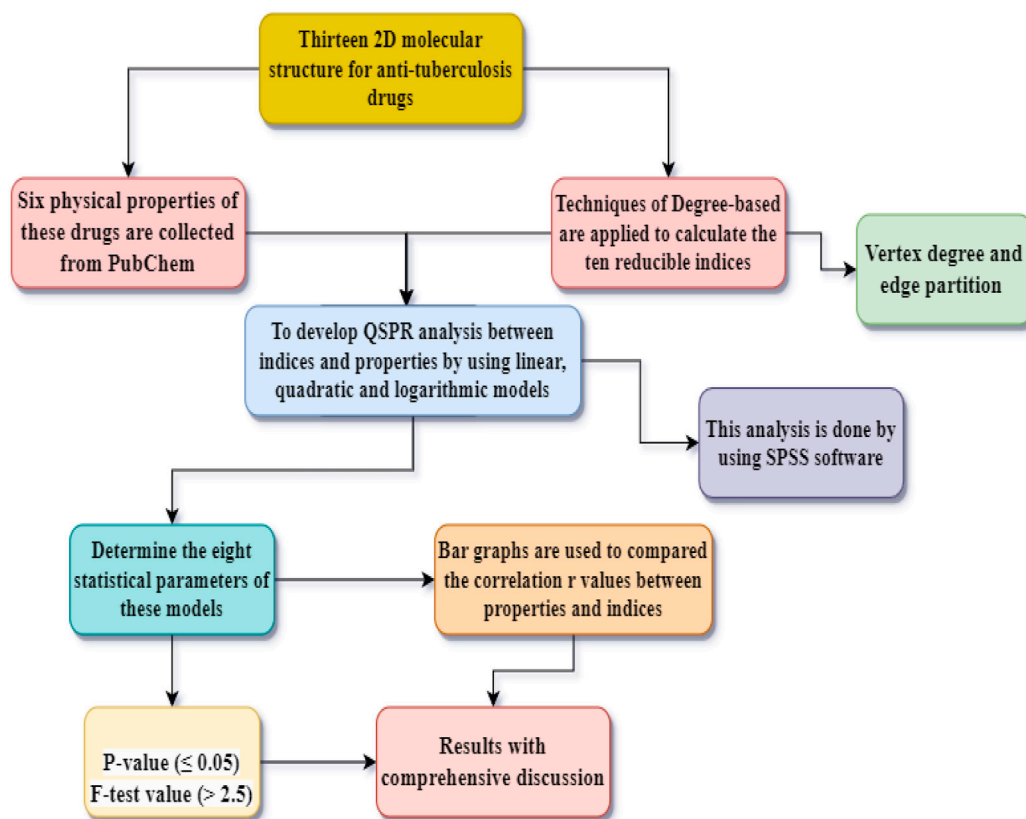 Thirteen 2D molecular
structure for anti-tuberculosis
drugs
Six physical properties of
these drugs are collected
from PubChem
Techniques of Degree-based
are applied to calculate the
ten reducible indices
Vertex degree and
edge partition
To develop QSPR analysis between
indices and properties by using linear,
quadratic and logarithmic models
This analysis is done by
using SPSS software
Determine the eight
statistical parameters of
these models
Bar graphs are used to compared
the correlation r values between
properties and indices
P-value (≤ 0.05)
F-test value (> 2.5)
Results with
comprehensive discussion